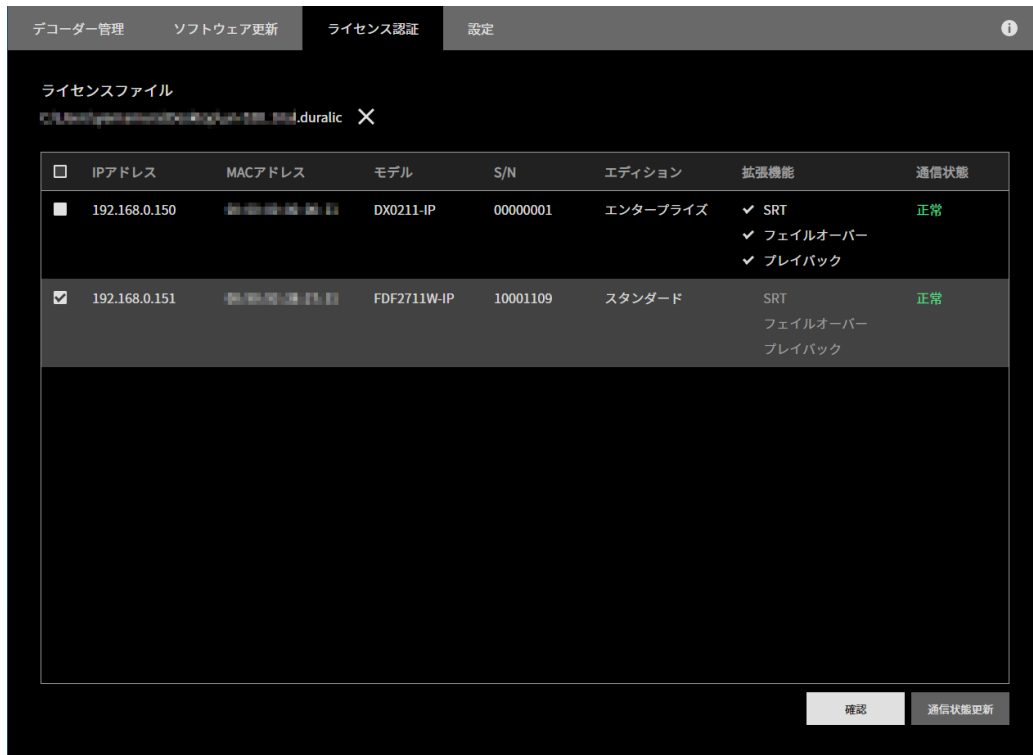 デコーダー管理 ソフトウェア更新 ライセンス認証 設定
ライセンスファイル
.duralic
IPアドレス MACアドレス モデル S/N エディション 拡張機能 通信状態
192.168.0.150 DX0211-IP 00000001 エンタープライズ SRT 正常
フェイルオーバー
プレイバック
192.168.0.151 FDF2711W-IP 10001109 スタンダード SRT 正常
フェイルオーバー
プレイバック
確認 通信状態更新